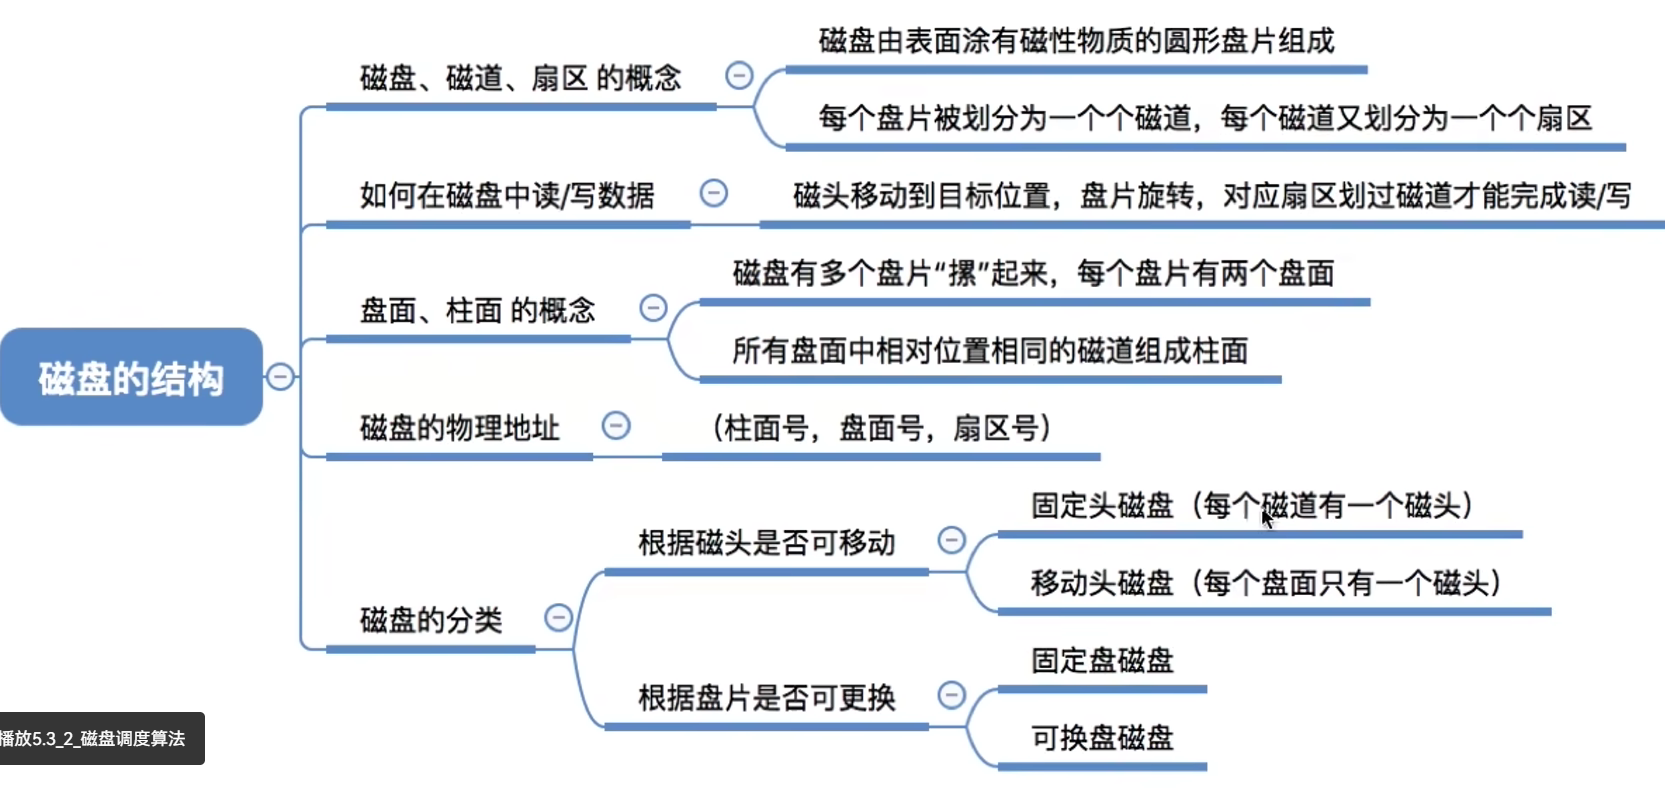 磁盘的结构
磁盘、磁道、扇区 的概念
磁盘由表面涂有磁性物质的圆形盘片组成
每个盘片被划分为一个个磁道，每个磁道又划分为一个个扇区
如何在磁盘中读/写数据
磁头移动到目标位置，盘片旋转，对应扇区划过磁道才能完成读/写
盘面、柱面 的概念
磁盘有多个盘片“摞”起来，每个盘片有两个盘面
所有盘面中相对位置相同的磁道组成柱面
磁盘的物理地址
（柱面号，盘面号，扇区号）
磁盘的分类
根据磁头是否可移动
固定头磁盘（每个磁道有一个磁头）
移动头磁盘（每个盘面只有一个磁头）
根据盘片是否可更换
固定盘磁盘
可换盘磁盘
播放5.3_2_磁盘调度算法